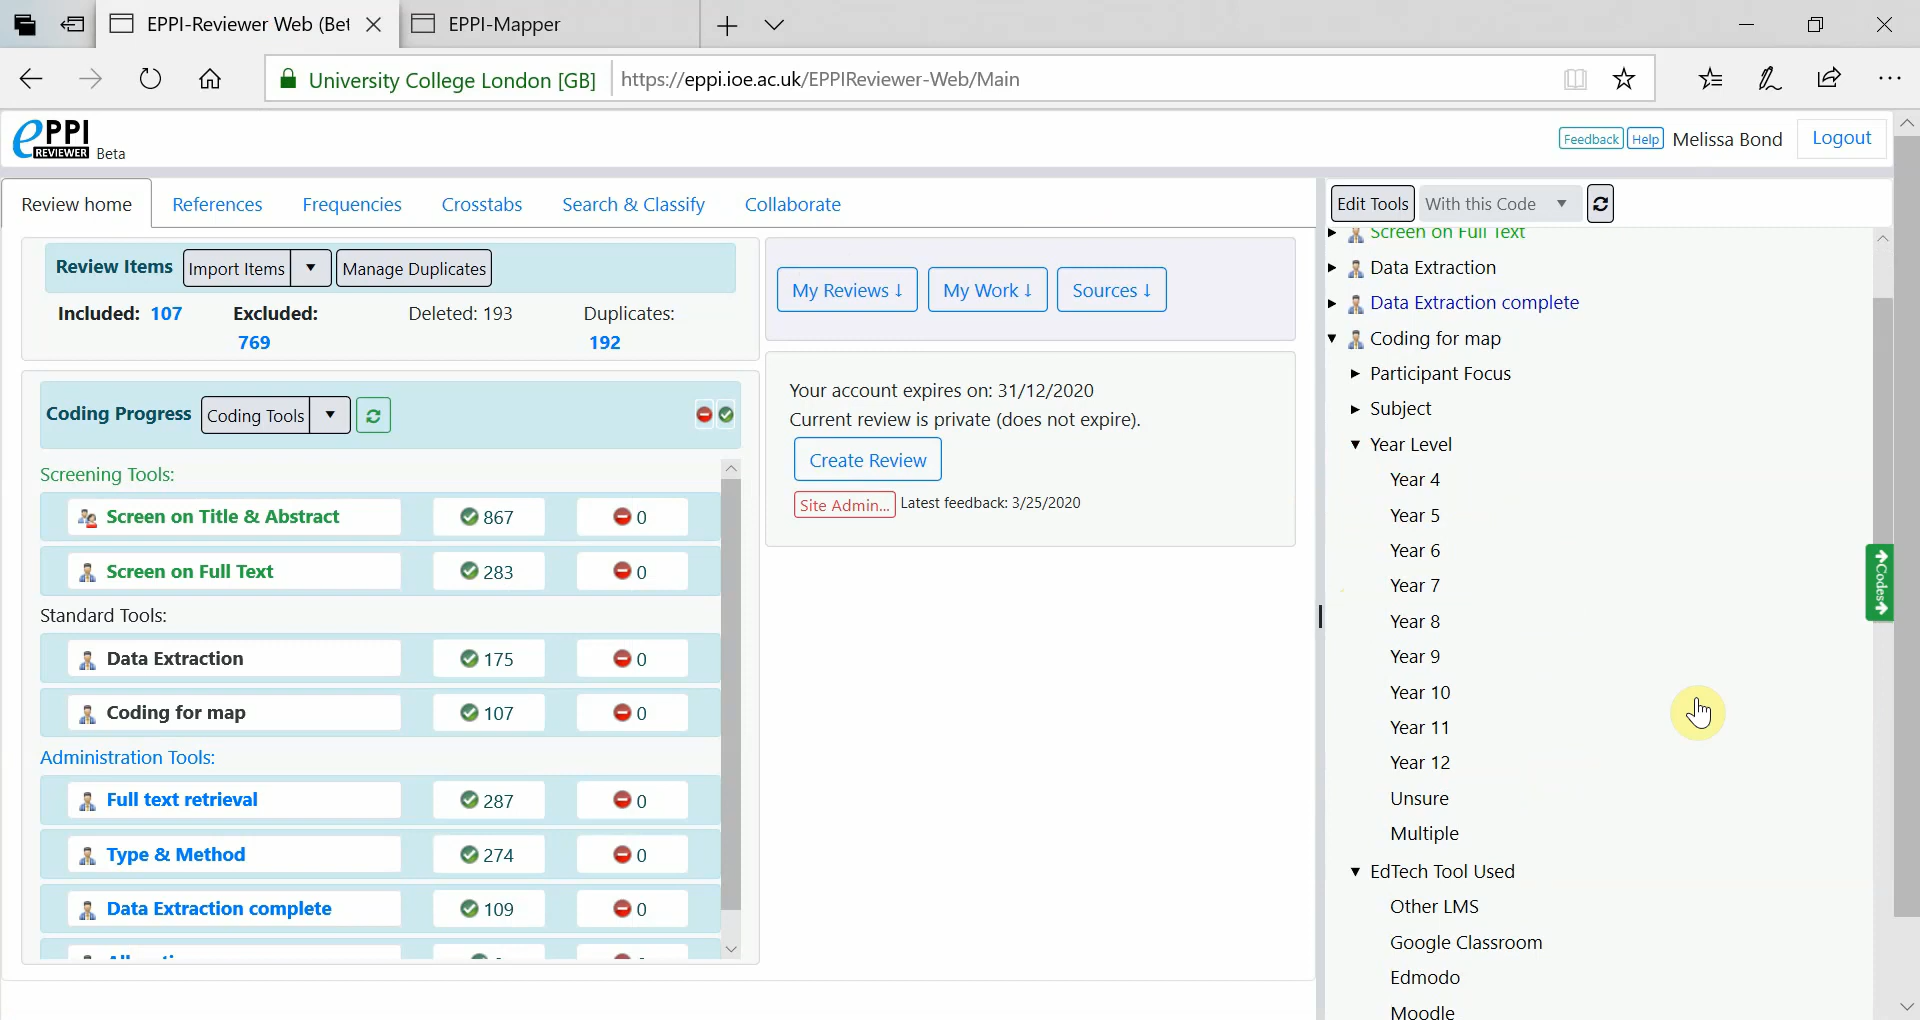 EPPI-Reviewer Web (Bet
EPPI-Mapper
University College London [GB]
https://eppi.ioe.ac.uk/EPPIReviewer-Web/Main
ePPI
REVIEWER
Beta
Feedback
Help
Melissa Bond
Logout
Review home
References
Frequencies
Crosstabs
Search & Classify
Collaborate
Edit Tools
With this Code
Review Items
Import Items
Manage Duplicates
Included: 107
Excluded: 769
Deleted: 193
Duplicates: 192
My Reviews ↓
My Work ↓
Sources ↓
Your account expires on: 31/12/2020
Current review is private (does not expire).
Create Review
Site Admin...
Latest feedback: 3/25/2020
Coding Progress
Coding Tools
Screening Tools:
Screen on Title & Abstract
867
0
Screen on Full Text
283
0
Standard Tools:
Data Extraction
175
0
Coding for map
107
0
Administration Tools:
Full text retrieval
287
0
Type & Method
274
0
Data Extraction complete
109
0
Screen on Full Text
Data Extraction
Data Extraction complete
Coding for map
Participant Focus
Subject
Year Level
Year 4
Year 5
Year 6
Year 7
Year 8
Year 9
Year 10
Year 11
Year 12
Unsure
Multiple
EdTech Tool Used
Other LMS
Google Classroom
Edmodo
Moodle
Codes